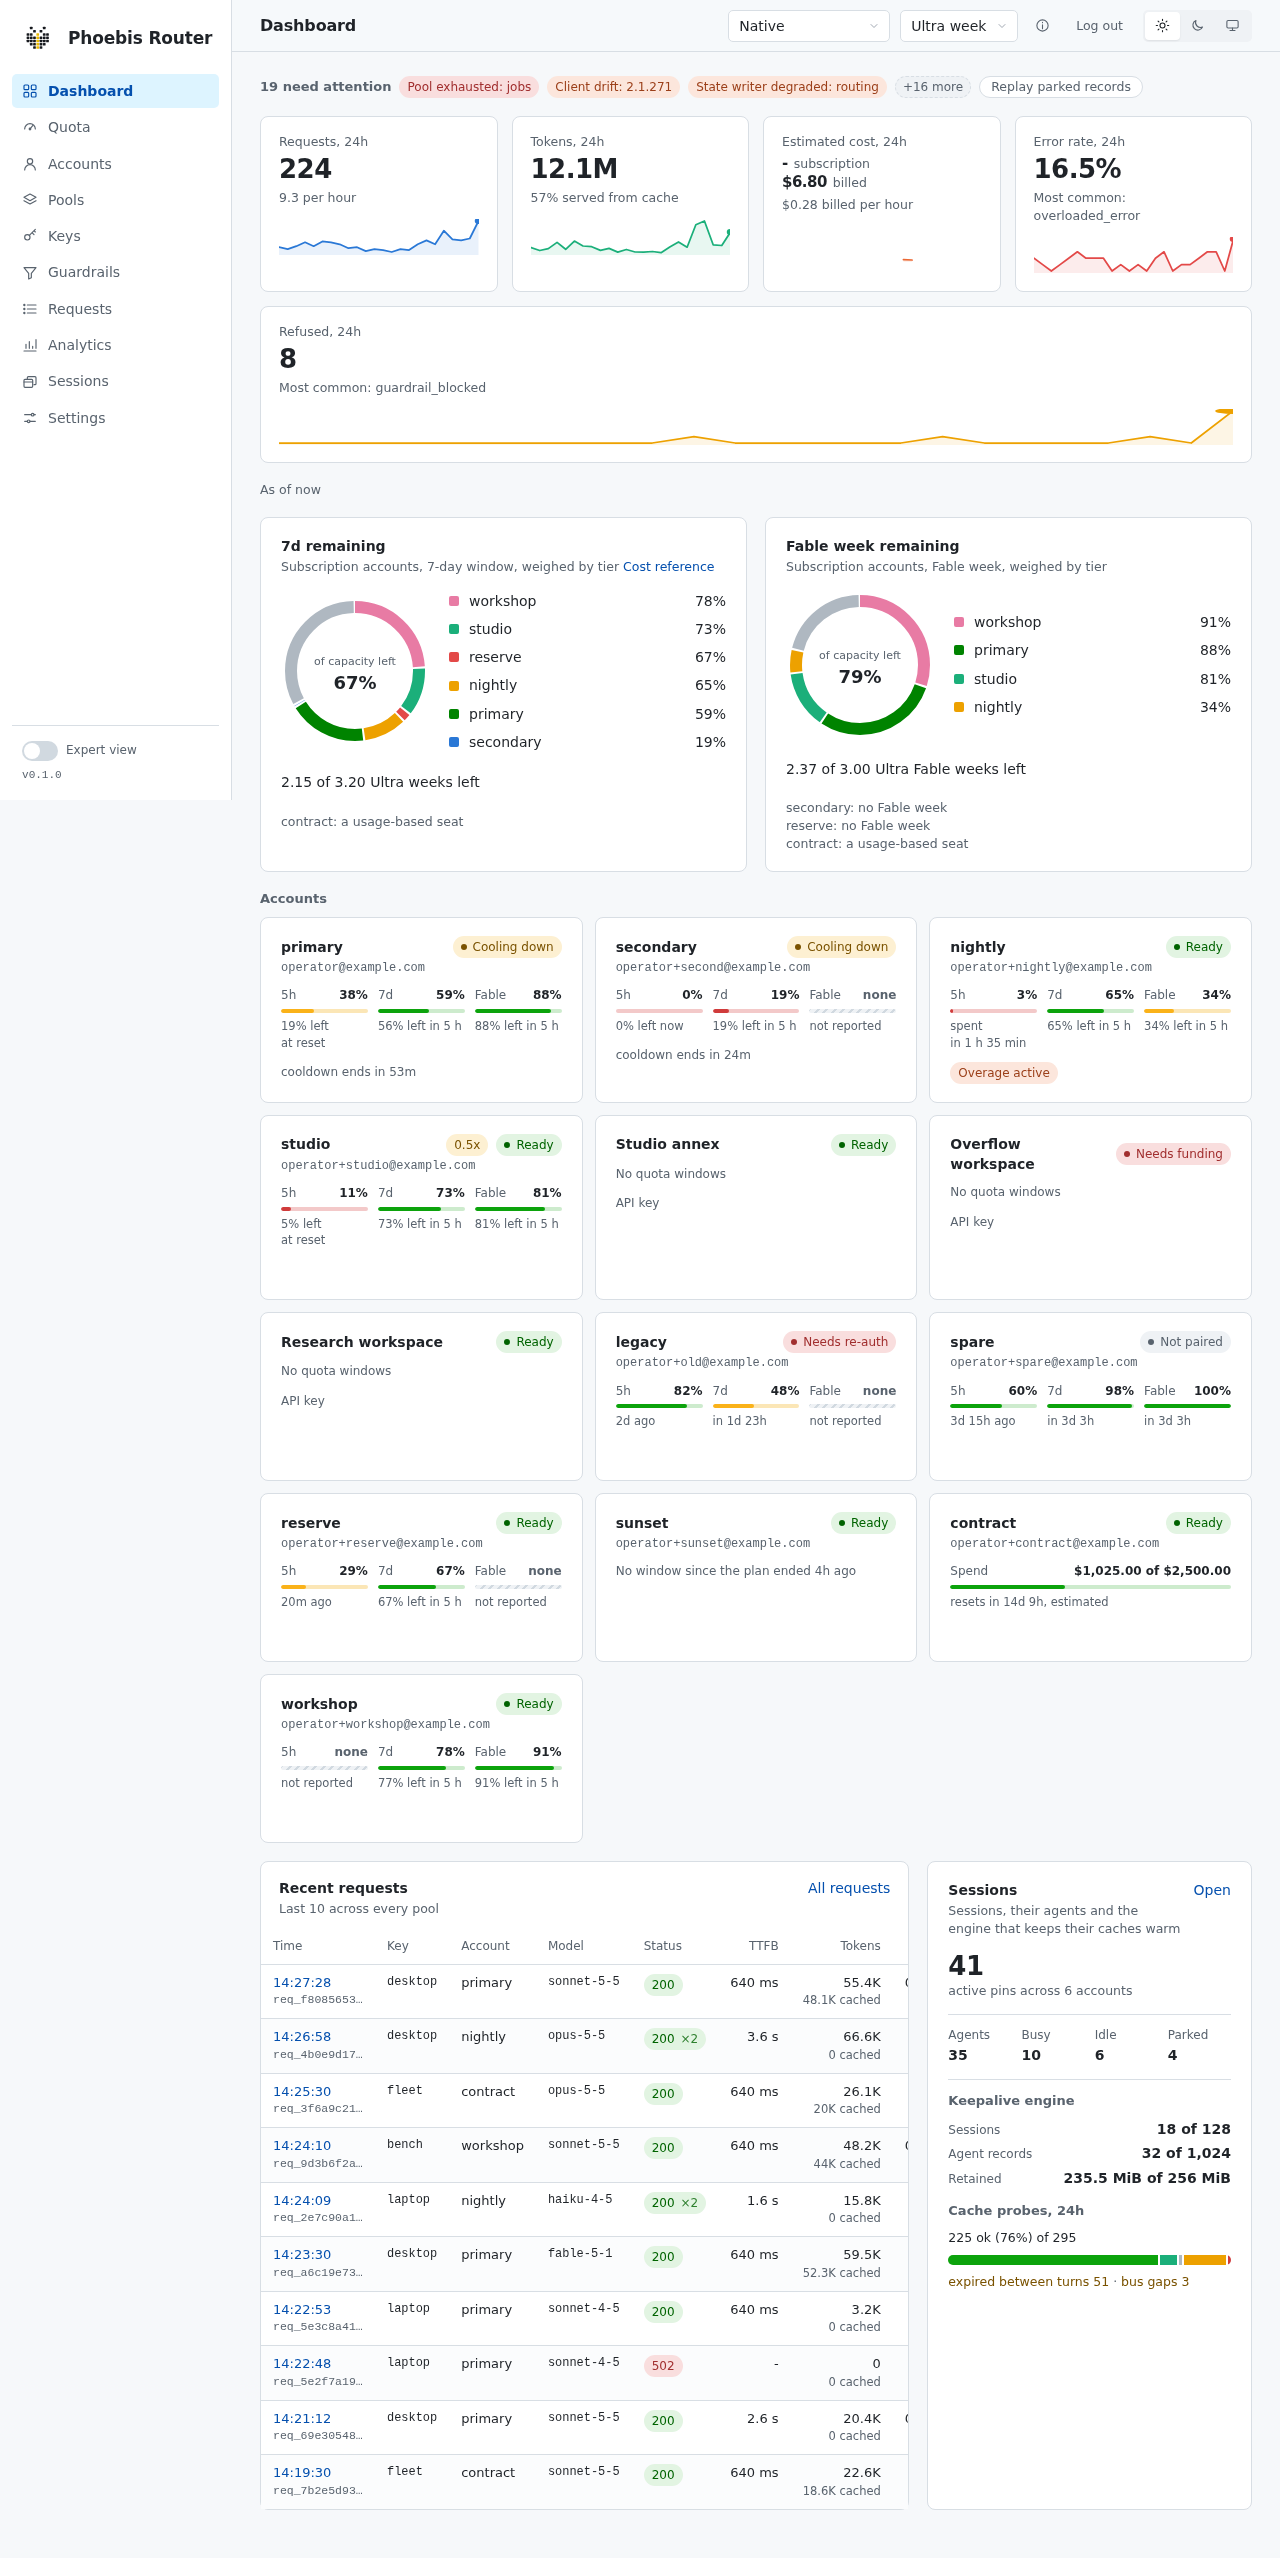 Phoebis Router
Dashboard
Quota
Accounts
Pools
Keys
Guardrails
Requests
Analytics
Sessions
Settings
Expert view
v0.1.0
Dashboard
Native
Ultra week
Log out
19 need attention Pool exhausted: jobs Client drift: 2.1.271 State writer degraded: routing +16 more Replay parked records
Requests, 24h
224
9.3 per hour
Tokens, 24h
12.1M
57% served from cache
Estimated cost, 24h
- subscription
$6.80 billed
$0.28 billed per hour
Error rate, 24h
16.5%
Most common:
overloaded_error
Refused, 24h
8
Most common: guardrail_blocked
As of now
7d remaining
Subscription accounts, 7-day window, weighed by tier Cost reference
of capacity left
67%
workshop 78%
studio 73%
reserve 67%
nightly 65%
primary 59%
secondary 19%
2.15 of 3.20 Ultra weeks left
contract: a usage-based seat
Fable week remaining
Subscription accounts, Fable week, weighed by tier
of capacity left
79%
workshop 91%
primary 88%
studio 81%
nightly 34%
2.37 of 3.00 Ultra Fable weeks left
secondary: no Fable week
reserve: no Fable week
contract: a usage-based seat
Accounts
primary Cooling down
operator@example.com
5h 38% 7d 59% Fable 88%
19% left at reset 56% left in 5 h 88% left in 5 h
cooldown ends in 53m
secondary Cooling down
operator+second@example.com
5h 0% 7d 19% Fable none
0% left now 19% left in 5 h not reported
cooldown ends in 24m
nightly Ready
operator+nightly@example.com
5h 3% 7d 65% Fable 34%
spent in 1 h 35 min 65% left in 5 h 34% left in 5 h
Overage active
studio 0.5x Ready
operator+studio@example.com
5h 11% 7d 73% Fable 81%
5% left at reset 73% left in 5 h 81% left in 5 h
Studio annex Ready
No quota windows
API key
Overflow workspace Needs funding
No quota windows
API key
Research workspace Ready
No quota windows
API key
legacy Needs re-auth
operator+old@example.com
5h 82% 7d 48% Fable none
2d ago in 1d 23h not reported
spare Not paired
operator+spare@example.com
5h 60% 7d 98% Fable 100%
3d 15h ago in 3d 3h in 3d 3h
reserve Ready
operator+reserve@example.com
5h 29% 7d 67% Fable none
20m ago 67% left in 5 h not reported
sunset Ready
operator+sunset@example.com
No window since the plan ended 4h ago
contract Ready
operator+contract@example.com
Spend $1,025.00 of $2,500.00
resets in 14d 9h, estimated
workshop Ready
operator+workshop@example.com
5h none 7d 78% Fable 91%
not reported 77% left in 5 h 91% left in 5 h
Recent requests All requests
Last 10 across every pool
Time Key Account Model Status TTFB Tokens
14:27:28 desktop primary sonnet-5-5 200 640 ms 55.4K
req_f8085653… 48.1K cached
14:26:58 desktop nightly opus-5-5 200 ×2 3.6 s 66.6K
req_4b0e9d17… 0 cached
14:25:30 fleet contract opus-5-5 200 640 ms 26.1K
req_3f6a9c21… 20K cached
14:24:10 bench workshop sonnet-5-5 200 640 ms 48.2K
req_9d3b6f2a… 44K cached
14:24:09 laptop nightly haiku-4-5 200 ×2 1.6 s 15.8K
req_2e7c90a1… 0 cached
14:23:30 desktop primary fable-5-1 200 640 ms 59.5K
req_a6c19e73… 52.3K cached
14:22:53 laptop primary sonnet-4-5 200 640 ms 3.2K
req_5e3c8a41… 0 cached
14:22:48 laptop primary sonnet-4-5 502 - 0
req_5e2f7a19… 0 cached
14:21:12 desktop primary sonnet-5-5 200 2.6 s 20.4K
req_69e30548… 0 cached
14:19:30 fleet contract sonnet-5-5 200 640 ms 22.6K
req_7b2e5d93… 18.6K cached
Sessions Open
Sessions, their agents and the
engine that keeps their caches warm
41
active pins across 6 accounts
Agents Busy Idle Parked
35 10 6 4
Keepalive engine
Sessions 18 of 128
Agent records 32 of 1,024
Retained 235.5 MiB of 256 MiB
Cache probes, 24h
225 ok (76%) of 295
expired between turns 51 · bus gaps 3